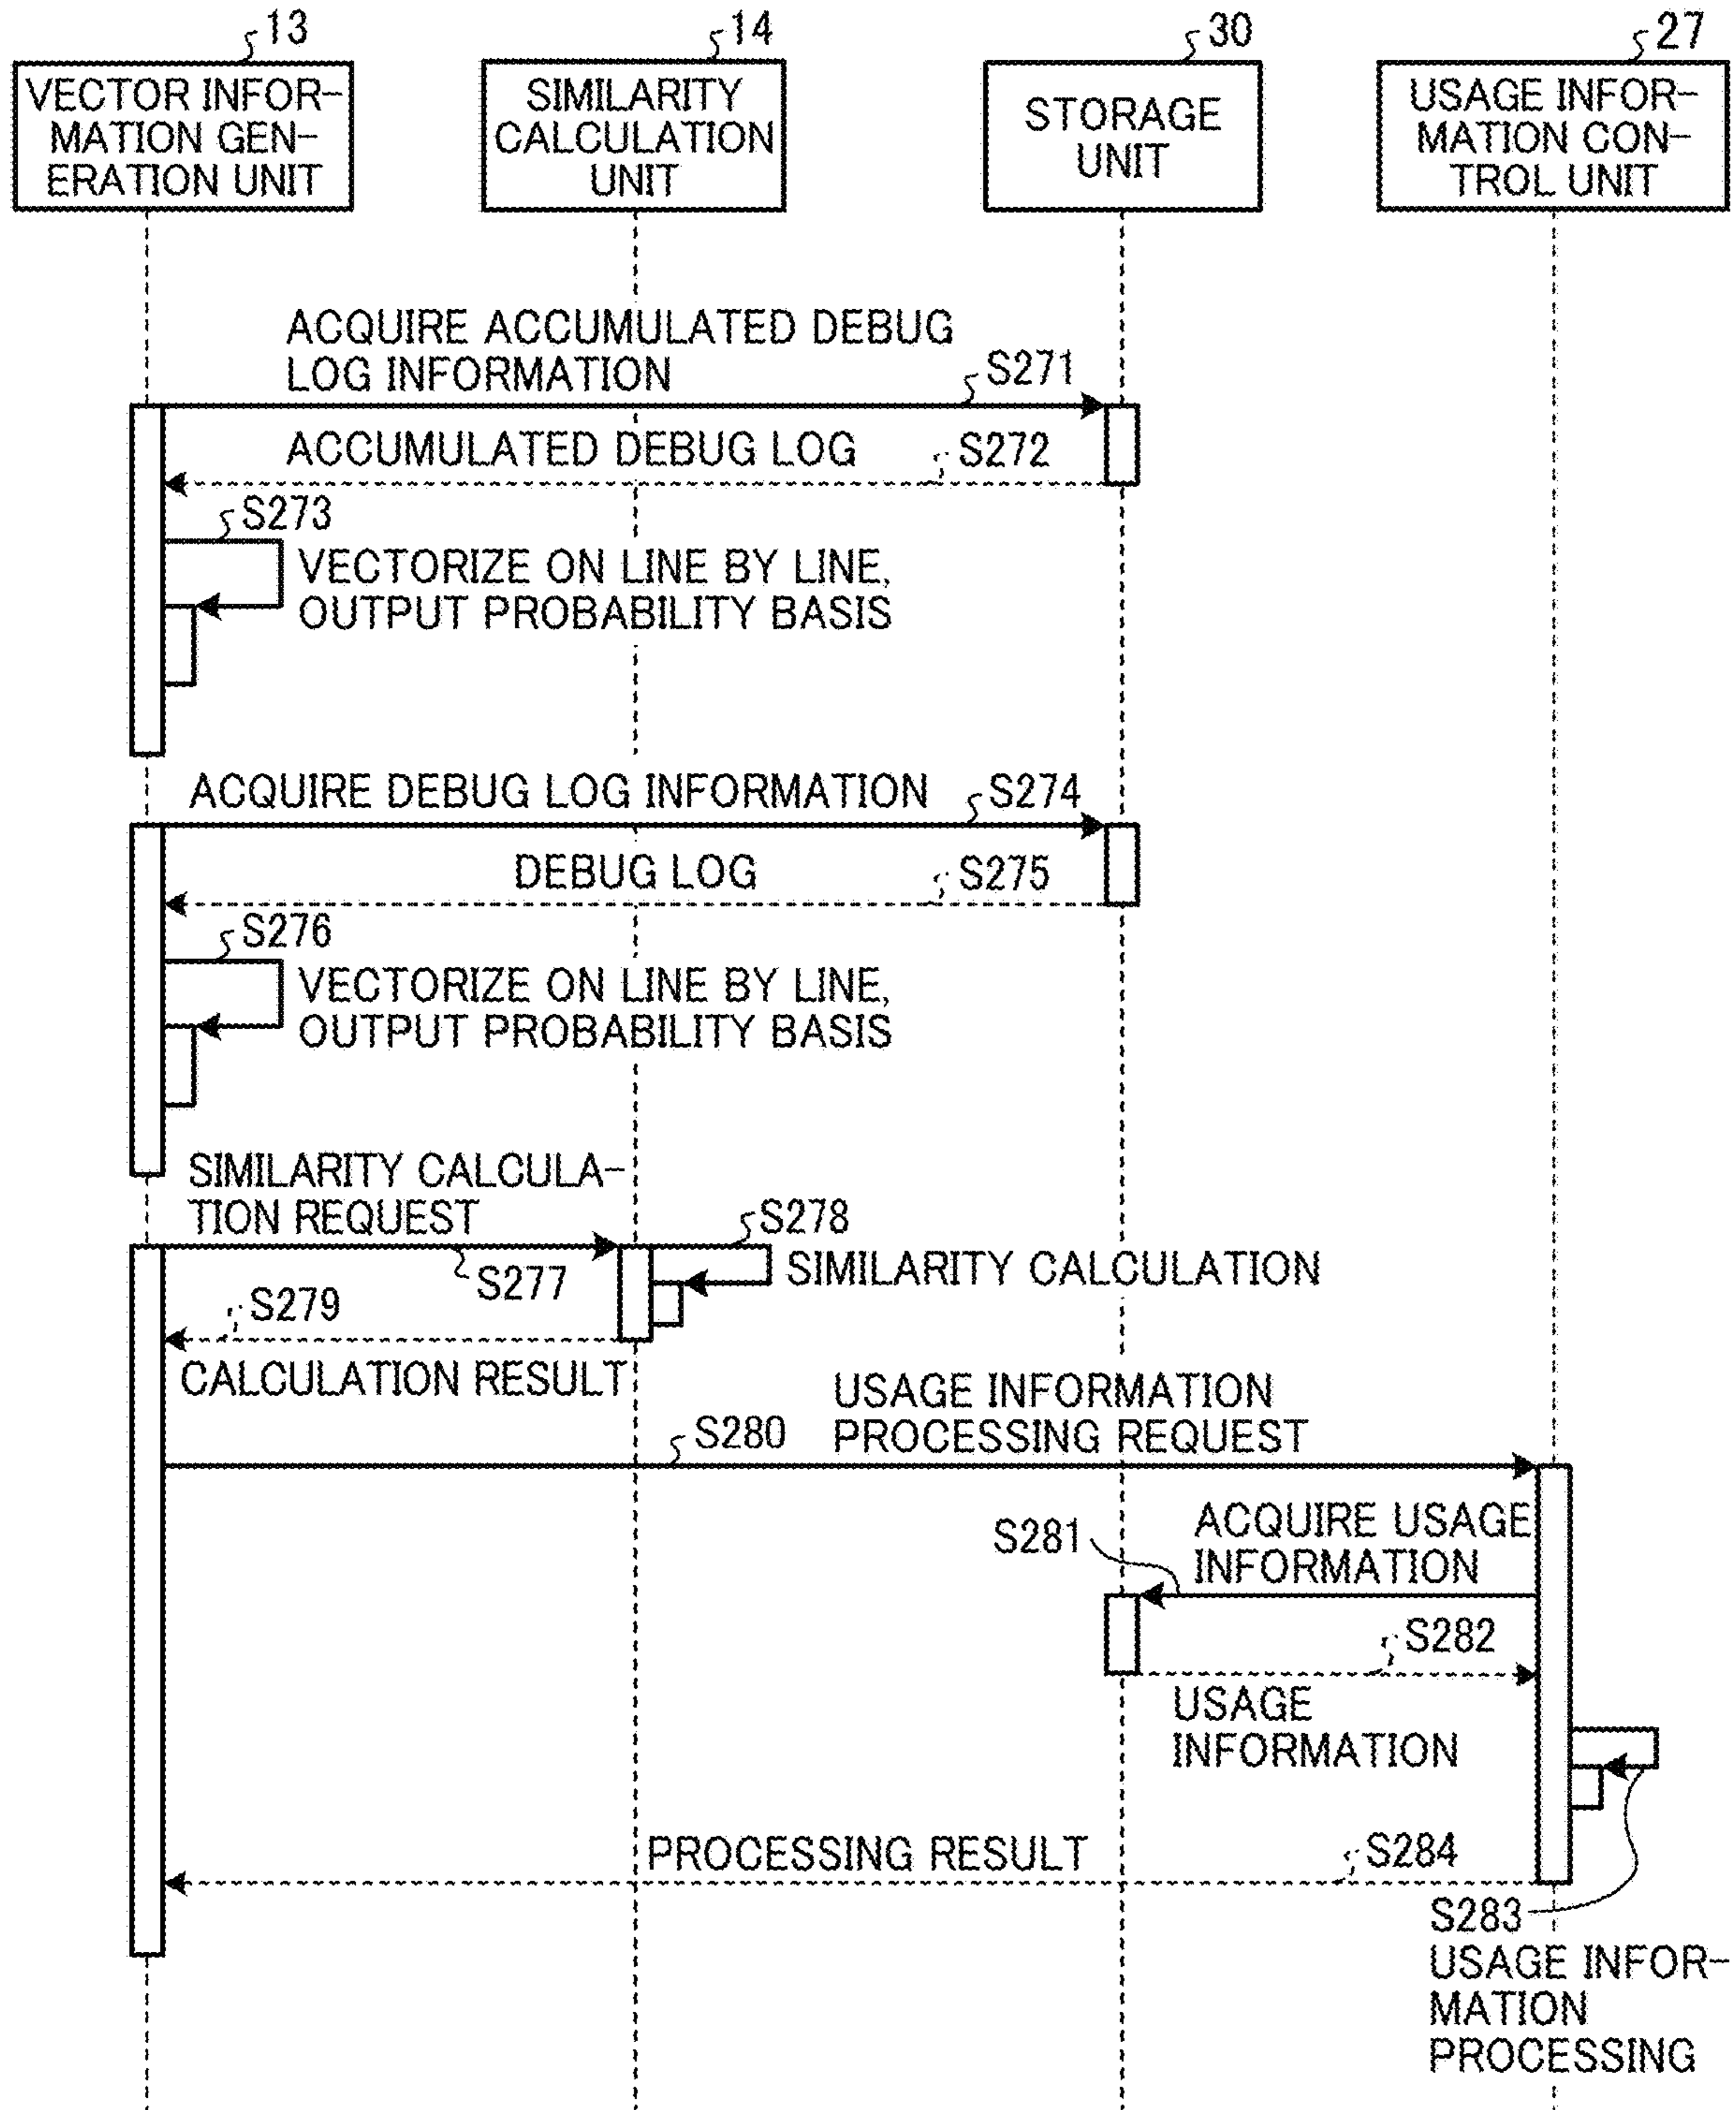 13
VECTOR INFOR-
MATION GEN-
ERATION UNIT
14
SIMILARITY
CALCULATION
UNIT
30
STORAGE
UNIT
27
USAGE INFOR-
MATION CON-
TROL UNIT
ACQUIRE ACCUMULATED DEBUG
LOG INFORMATION
S271
ACCUMULATED DEBUG LOG
S272
S273
VECTORIZE ON LINE BY LINE,
OUTPUT PROBABILITY BASIS
ACQUIRE DEBUG LOG INFORMATION
S274
DEBUG LOG
S275
S276
VECTORIZE ON LINE BY LINE,
OUTPUT PROBABILITY BASIS
SIMILARITY CALCULA-
TION REQUEST
S277
S278
SIMILARITY CALCULATION
S279
CALCULATION RESULT
S280
USAGE INFORMATION
PROCESSING REQUEST
S281
ACQUIRE USAGE
INFORMATION
S282
USAGE
INFORMATION
PROCESSING RESULT
S284
S283
USAGE INFOR-
MATION
PROCESSING